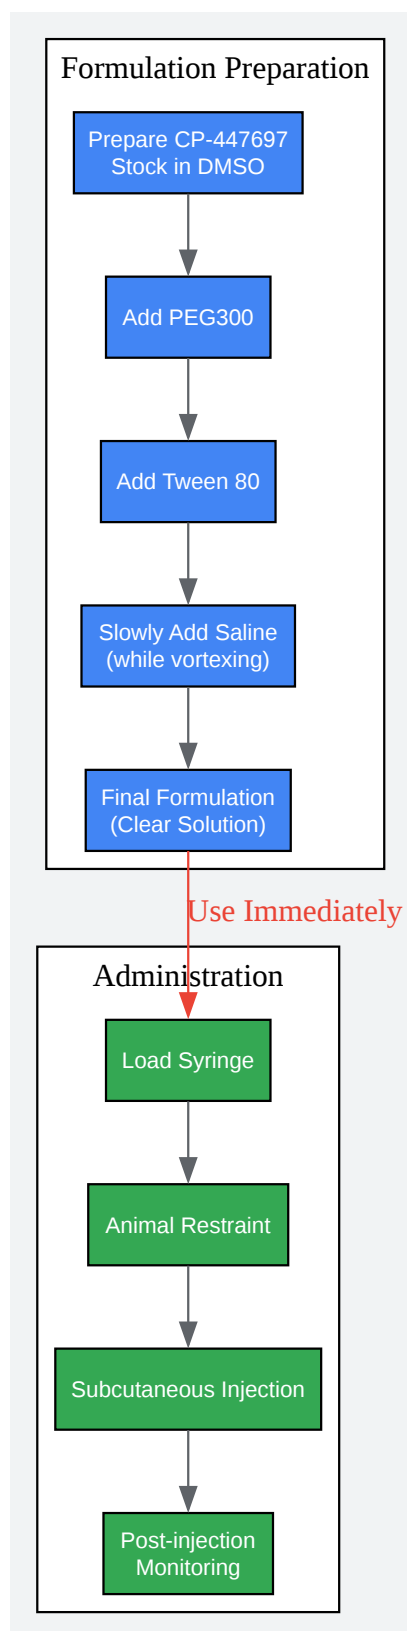 Formulation Preparation
Prepare CP-447697
Stock in DMSO
Add PEG300
Add Tween 80
Slowly Add Saline
(while vortexing)
Final Formulation
(Clear Solution)
Use Immediately
Administration
Load Syringe
Animal Restraint
Subcutaneous Injection
Post-injection
Monitoring